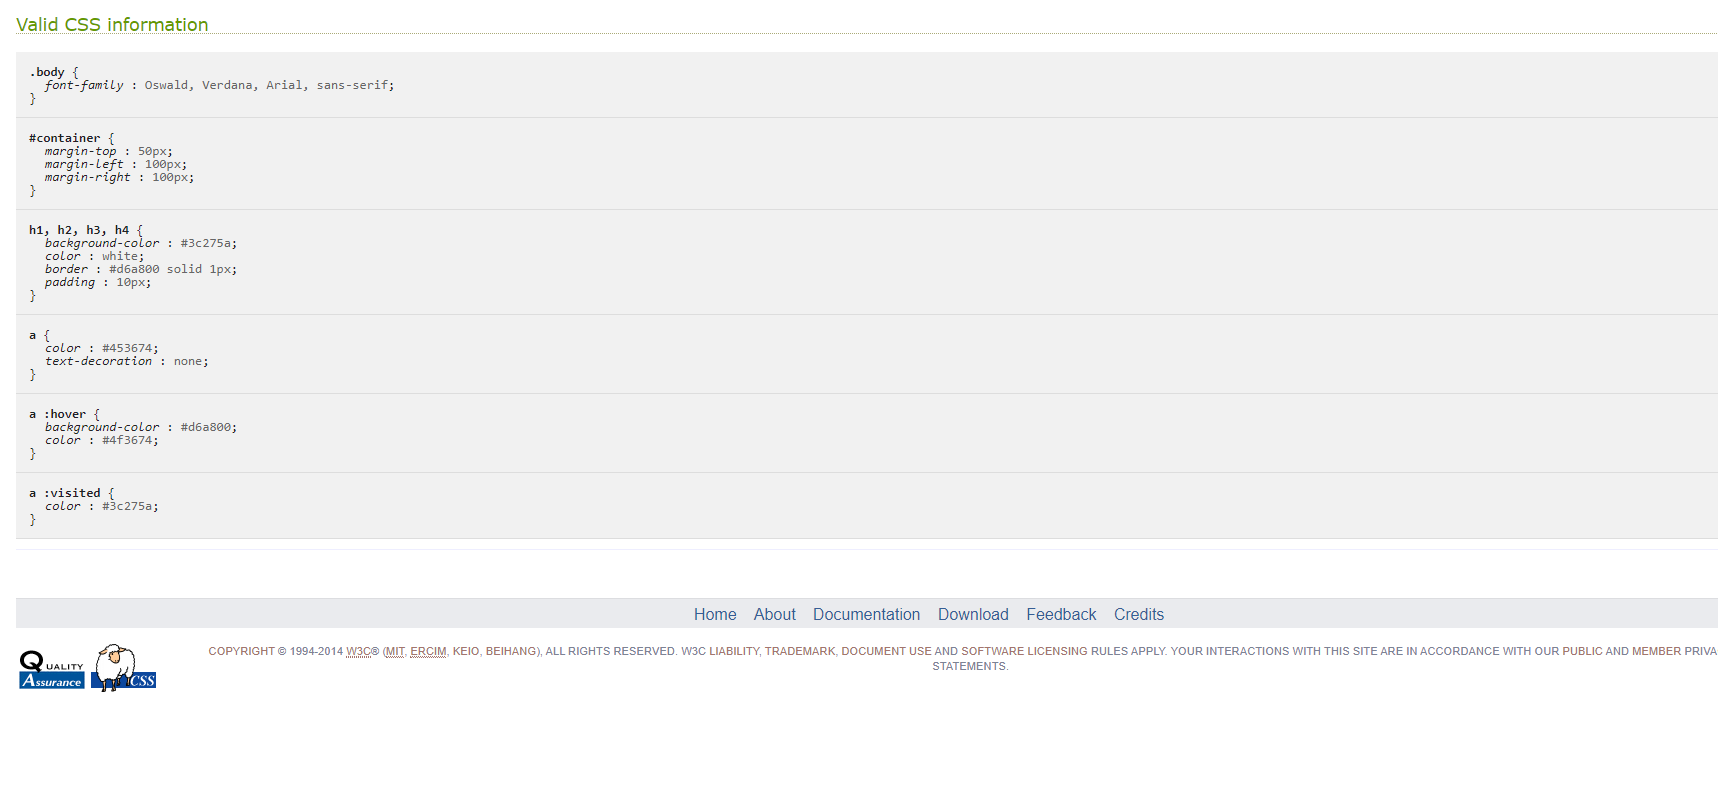 Valid CSS information
.body {
font-family : Oswald, Verdana, Arial, sans-serif;
}
#container {
margin-top : 50px;
margin-left : 100px;
margin-right : 100px;
}
h1, h2, h3, h4 {
background-color : #3c275a;
color : white;
border : #d6a800 solid 1px;
padding : 10px;
}
a {
color : #453674;
text-decoration : none;
}
a :hover {
background-color : #d6a800;
color : #4f3674;
}
a :visited {
color : #3c275a;
}
Home About Documentation Download Feedback Credits
QUALITY
Assurance
CSS
COPYRIGHT © 1994-2014 W3C® (MIT, ERCIM, KEIO, BEIHANG), ALL RIGHTS RESERVED. W3C LIABILITY, TRADEMARK, DOCUMENT USE AND SOFTWARE LICENSING RULES APPLY. YOUR INTERACTIONS WITH THIS SITE ARE IN ACCORDANCE WITH OUR PUBLIC AND MEMBER PRIVA
STATEMENTS.